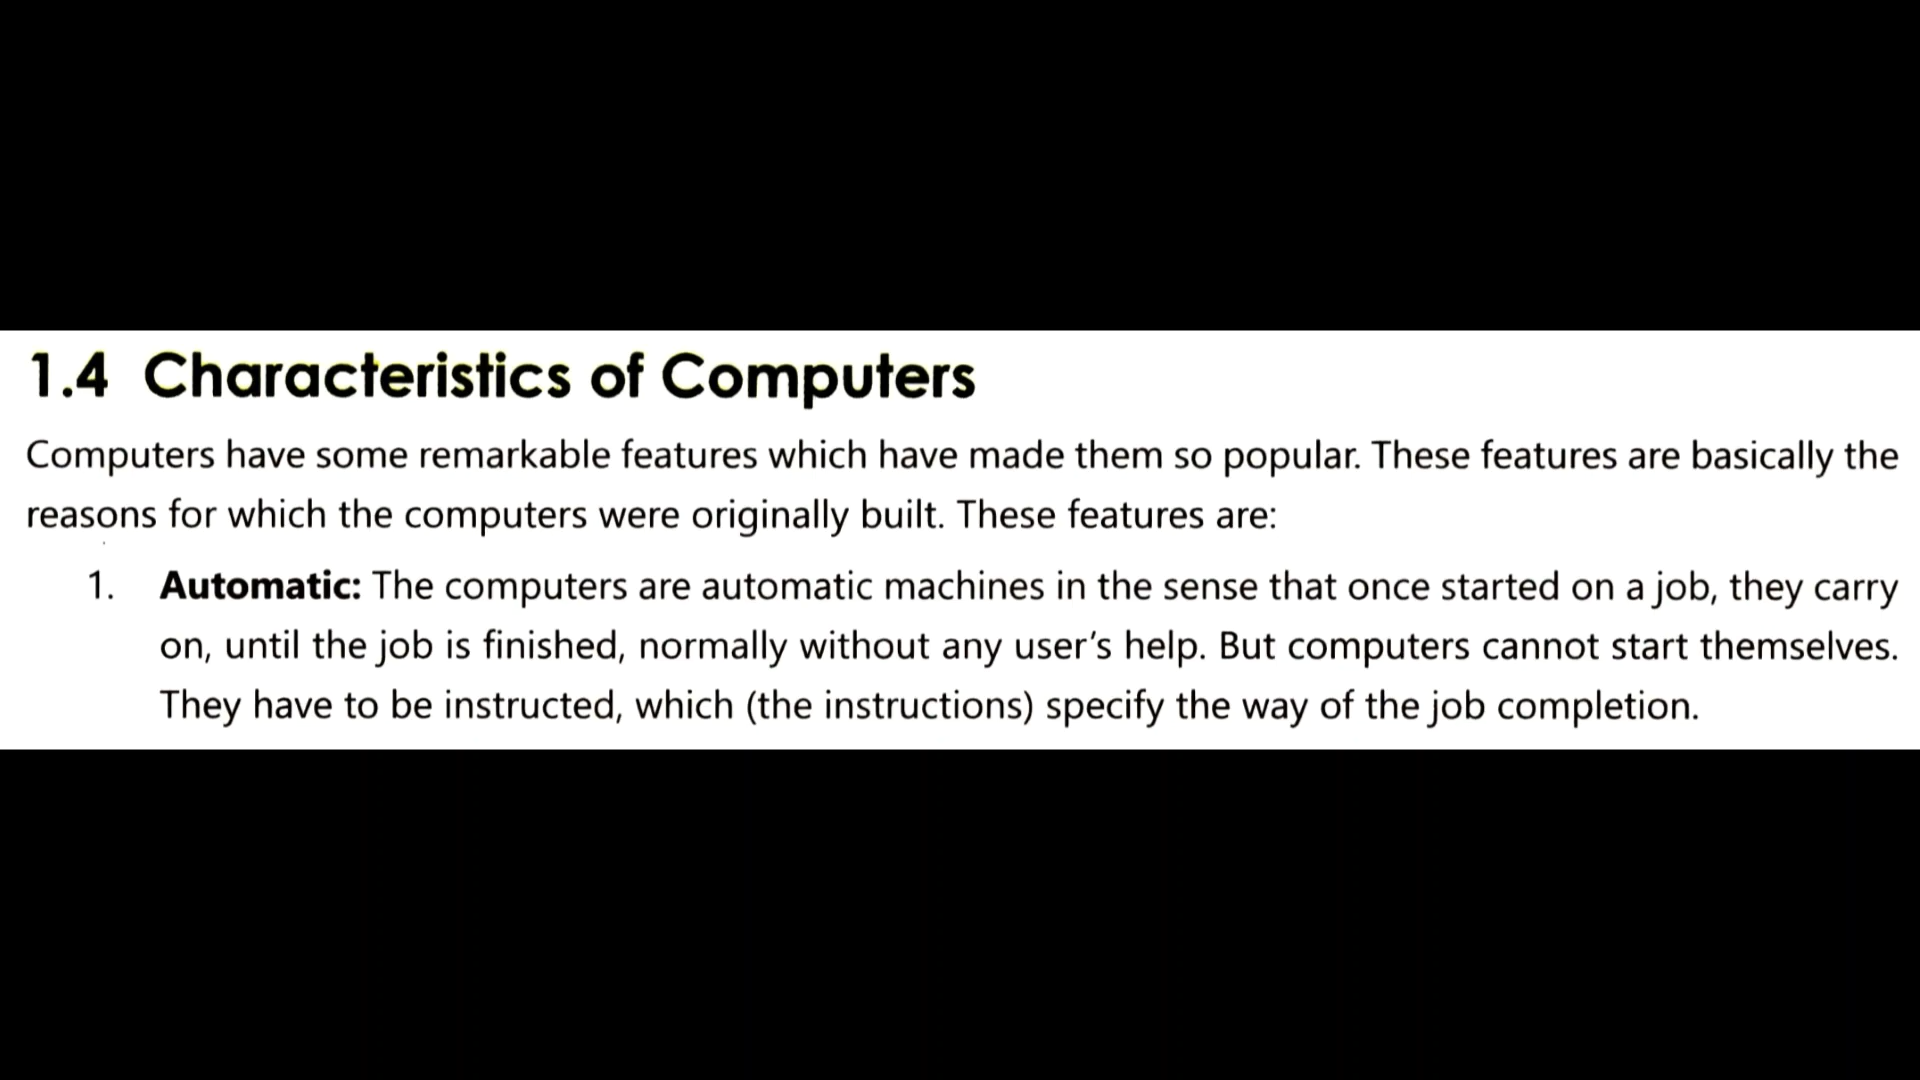 1.4 Characteristics of Computers
Computers have some remarkable features which have made them so popular. These features are basically the
reasons for which the computers were originally built. These features are:
1. Automatic: The computers are automatic machines in the sense that once started on a job, they carry
on, until the job is finished, normally without any user's help. But computers cannot start themselves.
They have to be instructed, which (the instructions) specify the way of the job completion.